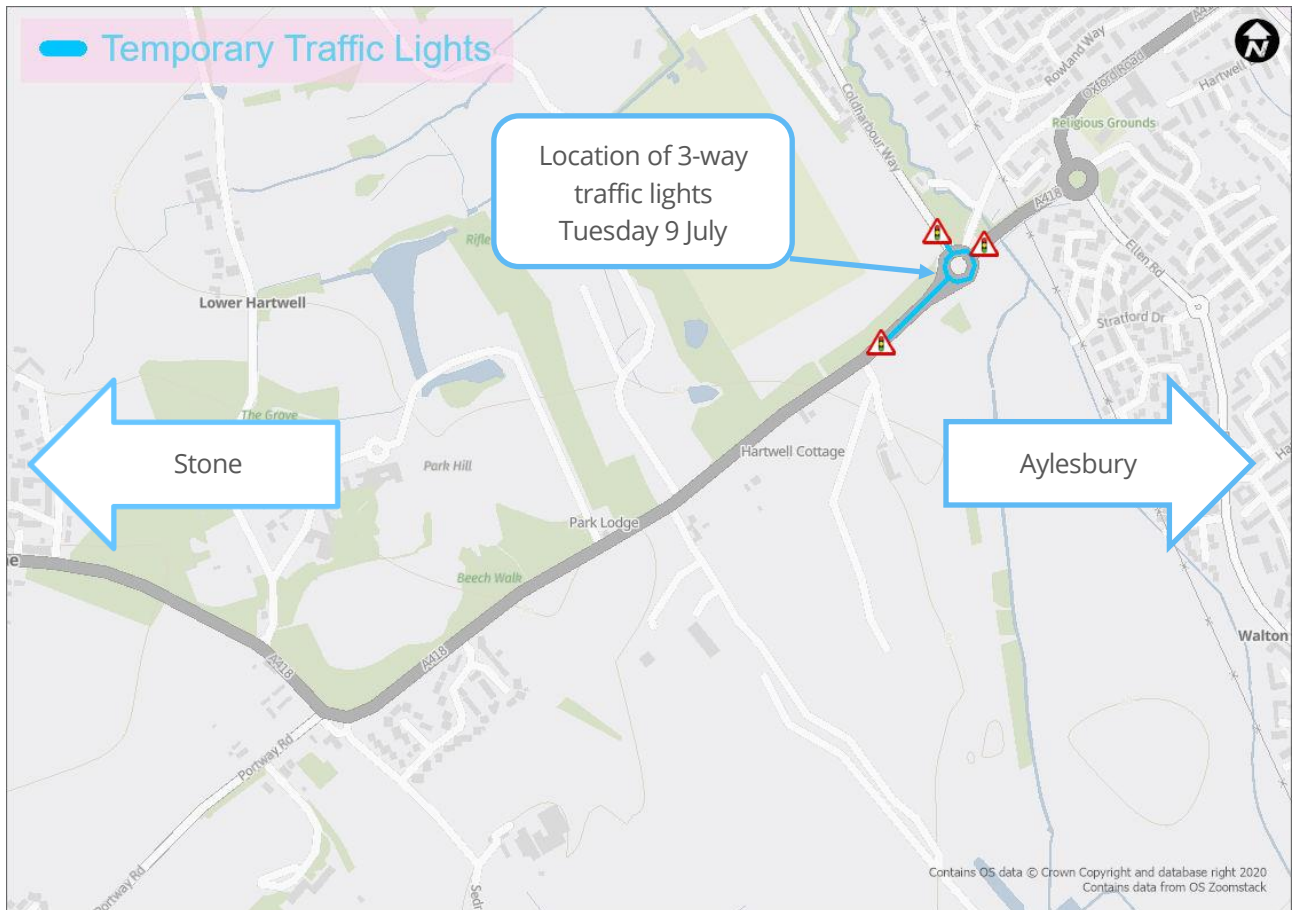 Temporary Traffic Lights
N
Location of 3-way
traffic lights
Tuesday 9 July
Rowland Way
Oxford Road
Hartwell
Religious Grounds
Coldharbour Way
A418
Ellen Rd
Stratford Dr
Lower Hartwell
The Grove
Stone
Park Hill
Hartwell Cottage
Aylesbury
Park Lodge
Beech Walk
Walton
A418
A418
Portway Rd
Portway Rd
Contains OS data © Crown Copyright and database right 2020
Contains data from OS Zoomstack